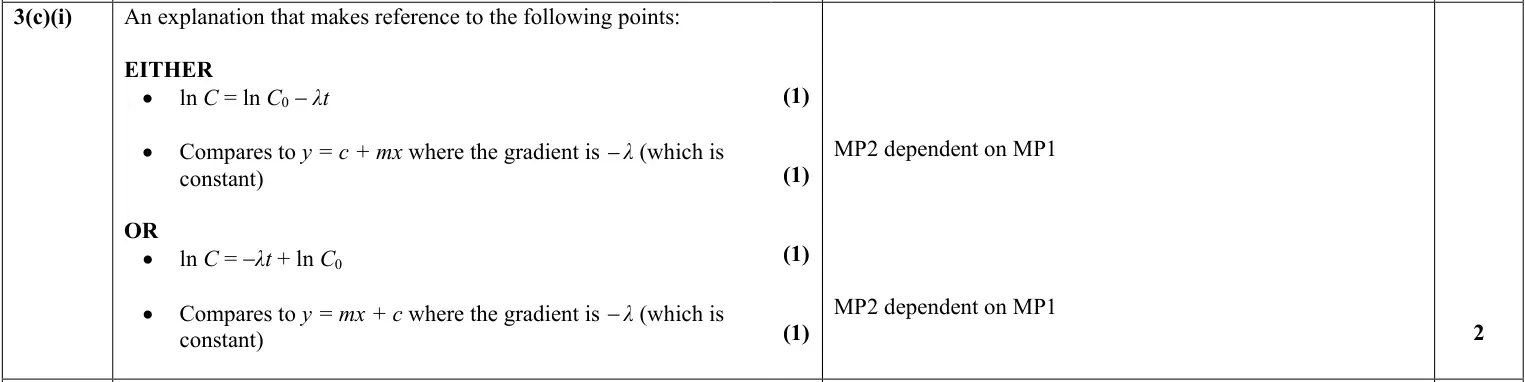 3(c)(i) An explanation that makes reference to the following points:
EITHER
• ln C = ln C₀ – λt (1)
• Compares to y = c + mx where the gradient is – λ (which is
constant) (1)
MP2 dependent on MP1
OR
• ln C = –λt + ln C₀ (1)
• Compares to y = mx + c where the gradient is – λ (which is
constant) (1)
MP2 dependent on MP1
2